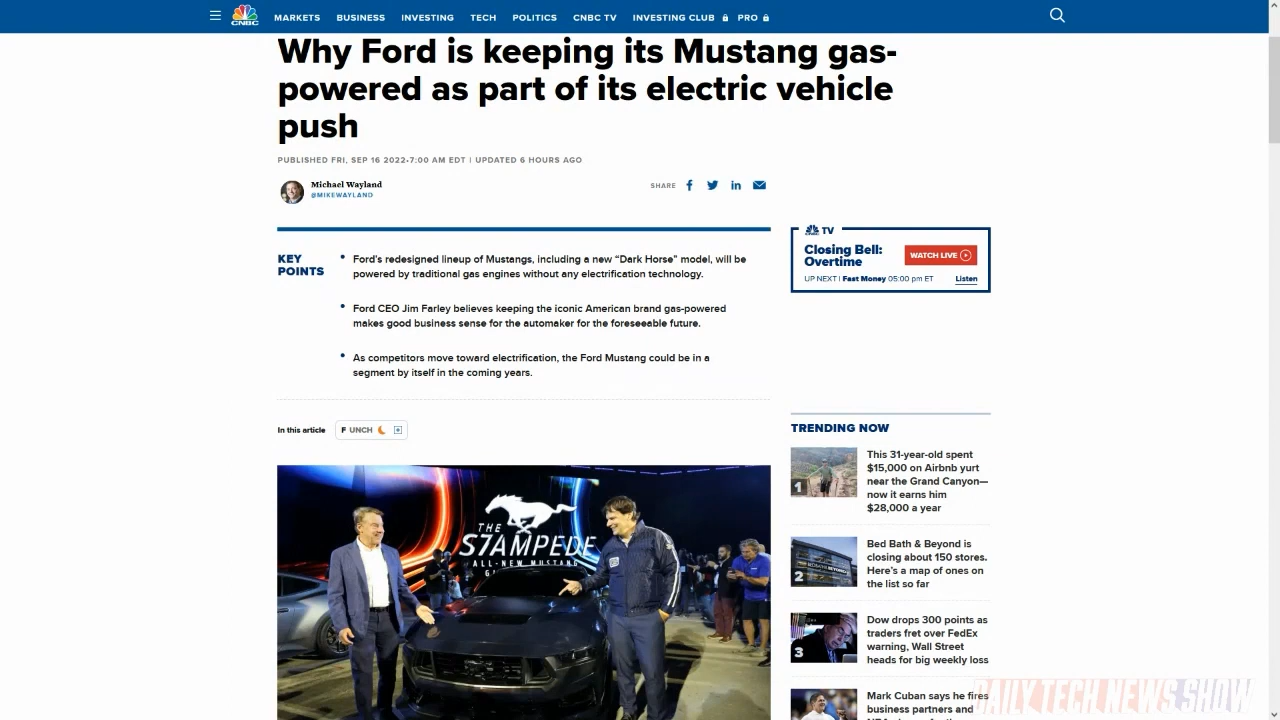 MARKETS BUSINESS INVESTING TECH POLITICS CNBC TV INVESTING CLUB PRO
CNBC
Why Ford is keeping its Mustang gas-
powered as part of its electric vehicle
push
PUBLISHED FRI, SEP 16 2022•7:00 AM EDT | UPDATED 6 HOURS AGO
Michael Wayland
@MIKEWAYLAND
SHARE
KEY
POINTS
Ford's redesigned lineup of Mustangs, including a new “Dark Horse” model, will be
powered by traditional gas engines without any electrification technology.
Ford CEO Jim Farley believes keeping the iconic American brand gas-powered
makes good business sense for the automaker for the foreseeable future.
As competitors move toward electrification, the Ford Mustang could be in a
segment by itself in the coming years.
In this article
F UNCH
THE
S7AMPEDE
ALL-NEW MUSTANG
TV
Closing Bell:
Overtime
WATCH LIVE
UP NEXT | Fast Money 05:00 pm ET
Listen
TRENDING NOW
1
This 31-year-old spent
$15,000 on Airbnb yurt
near the Grand Canyon—
now it earns him
$28,000 a year
2
Bed Bath & Beyond is
closing about 150 stores.
Here's a map of ones on
the list so far
3
Dow drops 300 points as
traders fret over FedEx
warning, Wall Street
heads for big weekly loss
Mark Cuban says he fires
business partners and
DAILY TECH NEWS SHOW